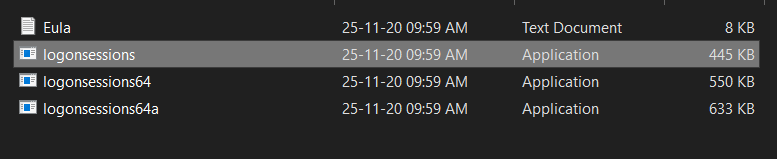 Eula 25-11-20 09:59 AM Text Document 8 KB
logonsessions 25-11-20 09:59 AM Application 445 KB
logonsessions64 25-11-20 09:59 AM Application 550 KB
logonsessions64a 25-11-20 09:59 AM Application 633 KB